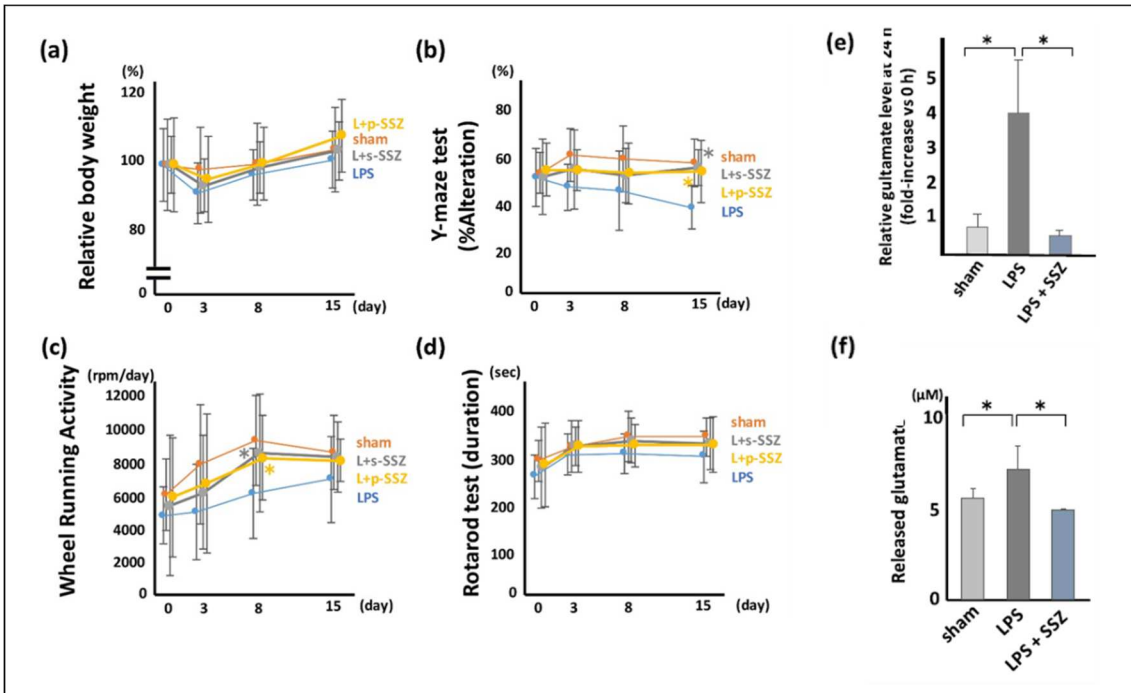 (a)
(%)
Relative body weight
120
100
80
0
L+p-SSZ
sham
L+s-SSZ
LPS
0 3 8 15 (day)
(b)
(%)
Y-maze test
(%Alteration)
80
60
40
20
0
*
sham
L+s-SSZ
*
L+p-SSZ
LPS
0 3 8 15 (day)
(c)
(rpm/day)
Wheel Running Activity
12000
10000
8000
6000
4000
2000
0
*
*
sham
L+s-SSZ
L+p-SSZ
LPS
0 3 8 15 (day)
(d)
(sec)
Rotarod test (duration)
400
300
200
100
0
sham
L+s-SSZ
L+p-SSZ
LPS
0 3 8 15 (day)
(e)
Relative level at 24 h
(fold-increase vs 0 h)
5
4
3
2
1
* *
sham LPS LPS + SSZ
(f)
(μM)
Released
10
5
0
* *
sham LPS LPS + SSZ